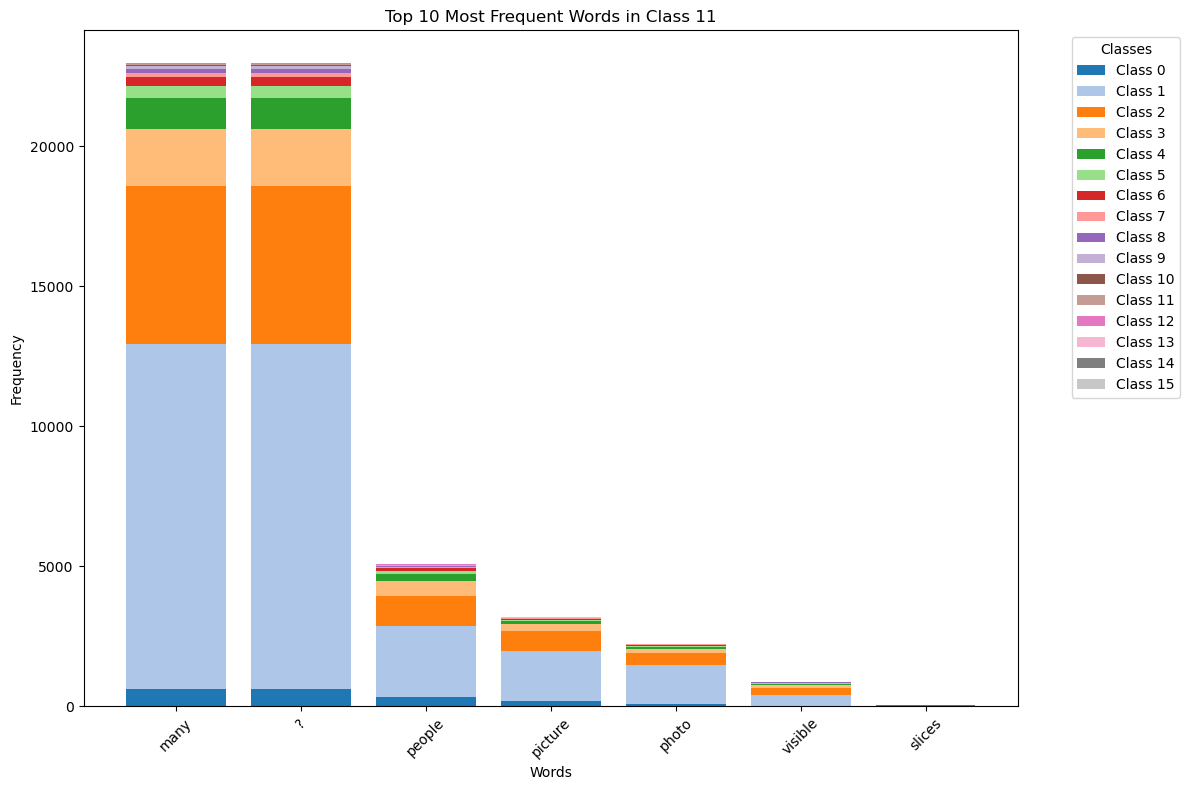 Top 10 Most Frequent Words in Class 11
Frequency
20000
15000
10000
5000
0
many
?
people
picture
photo
visible
slices
Words
Classes
Class 0
Class 1
Class 2
Class 3
Class 4
Class 5
Class 6
Class 7
Class 8
Class 9
Class 10
Class 11
Class 12
Class 13
Class 14
Class 15